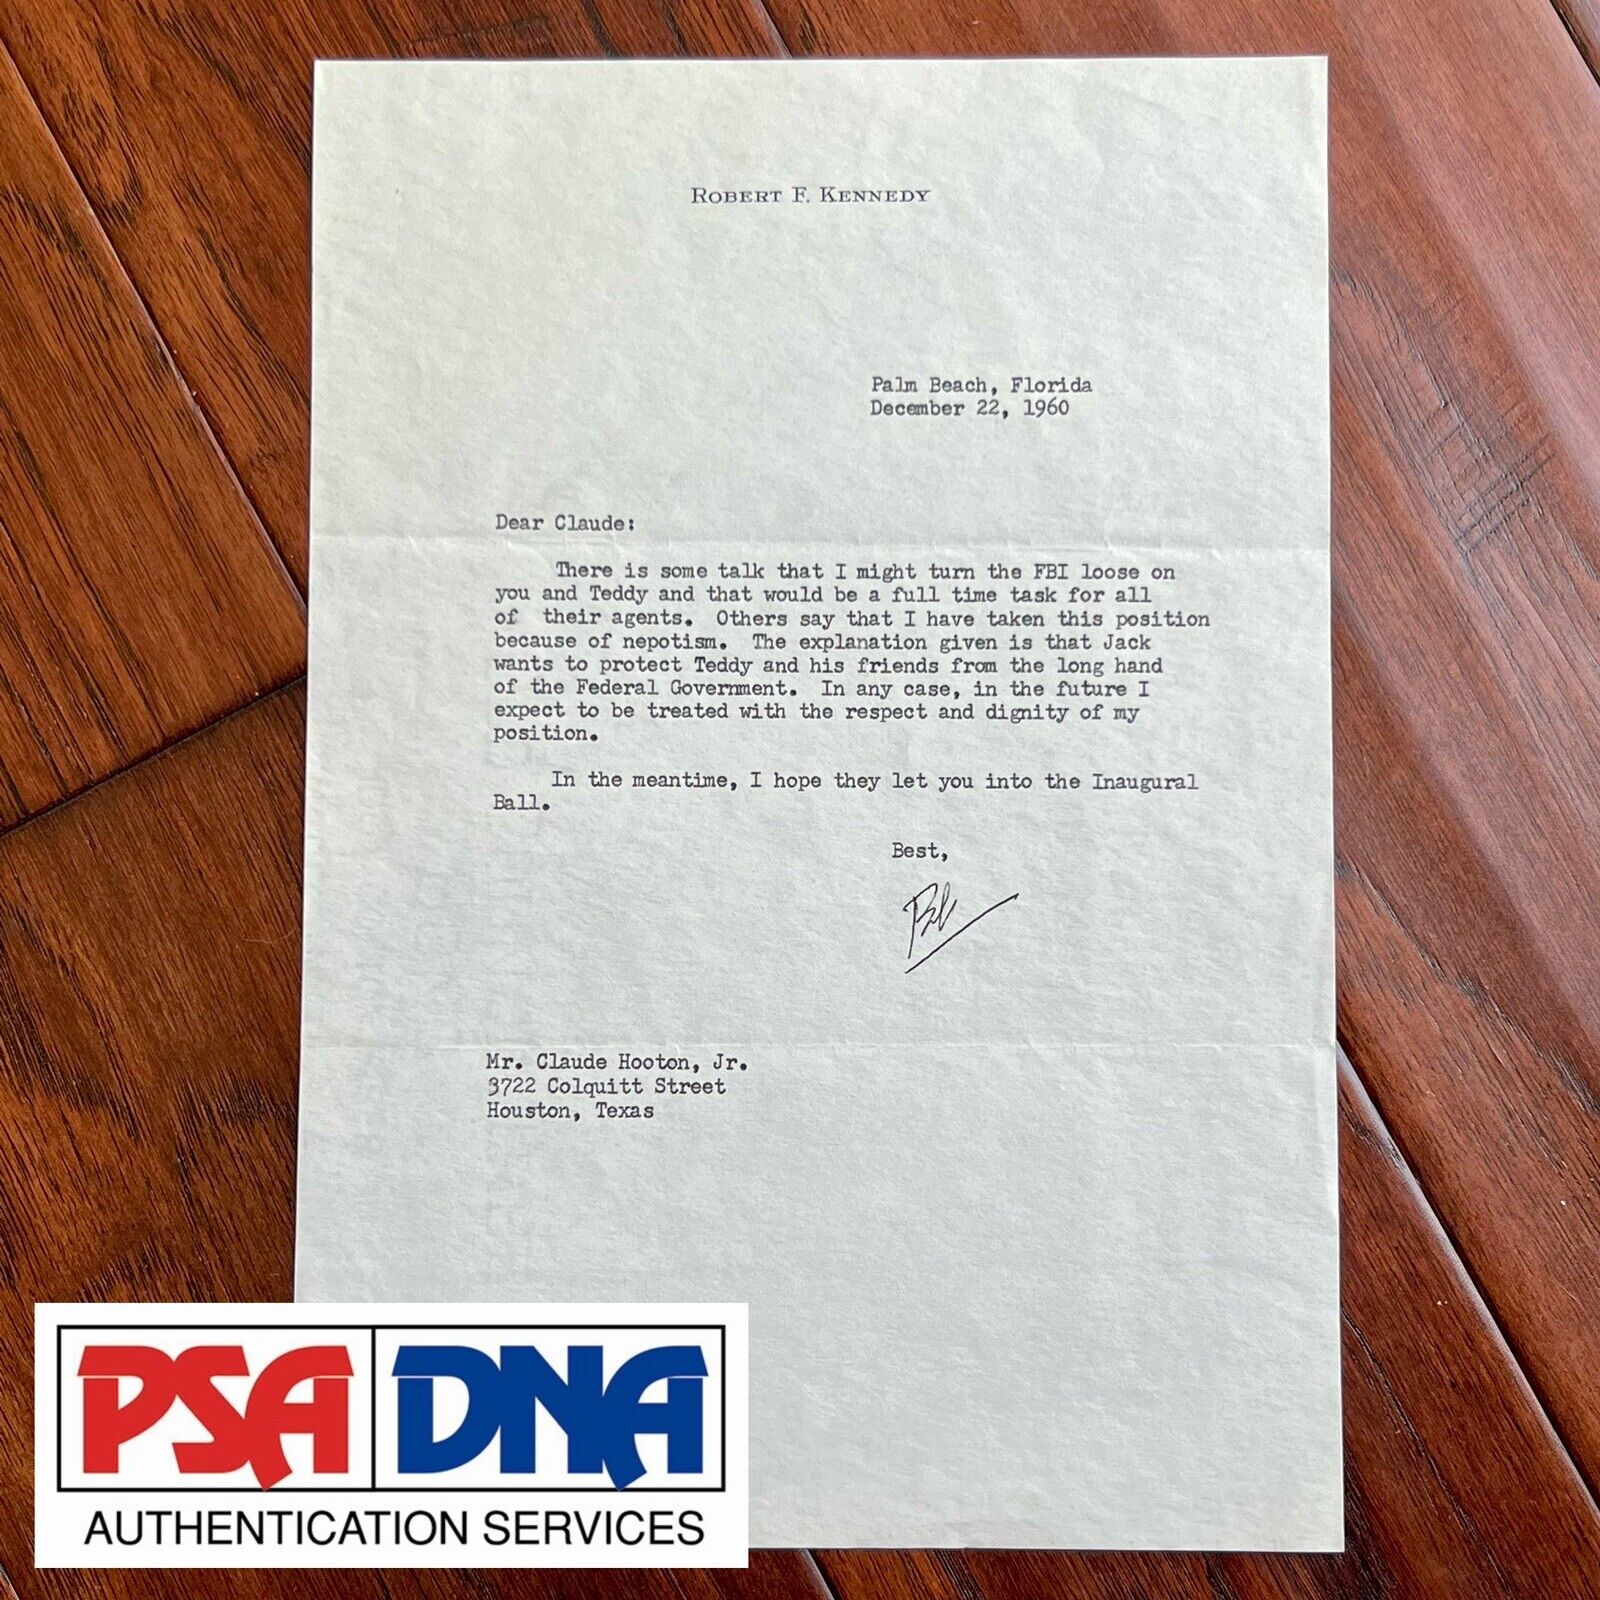 ROBERT F. KENNEDY
Palm Beach, Florida
December 22, 1960
Dear Claude:
There is some talk that I might turn the FBI loose on
you and Teddy and that would be a full time task for all
of their agents. Others say that I have taken this position
because of nepotism. The explanation given is that Jack
wants to protect Teddy and his friends from the long hand
of the Federal Government. In any case, in the future I
expect to be treated with the respect and dignity of my
position.
In the meantime, I hope they let you into the Inaugural
Ball.
Best,
Bob
Mr. Claude Hooton, Jr.
3722 Colquitt Street
Houston, Texas
PSA DNA
AUTHENTICATION SERVICES